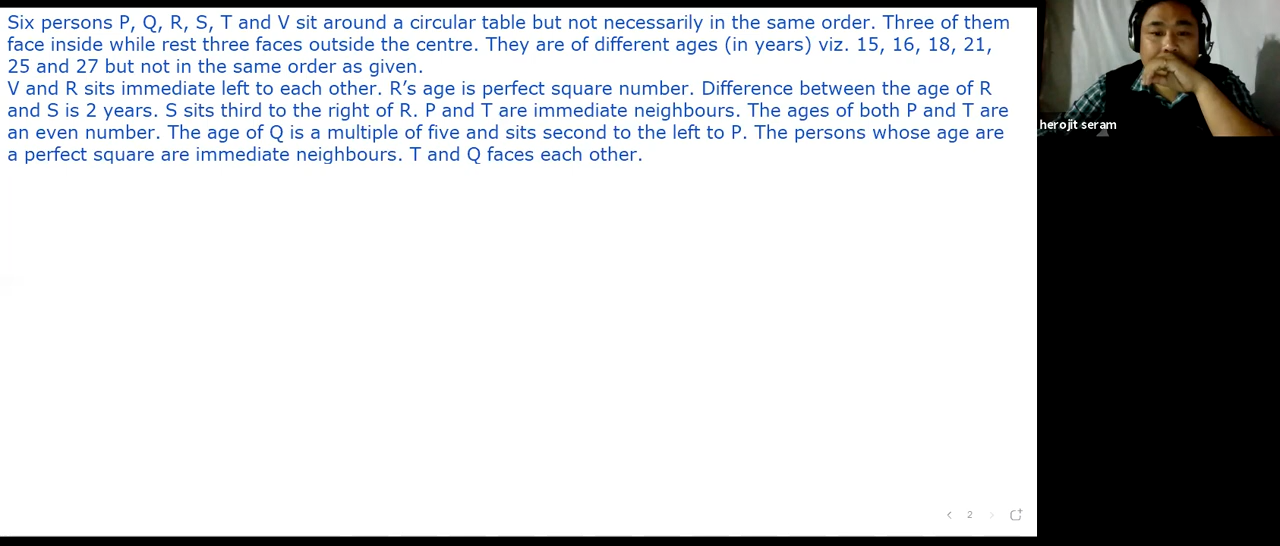 Six persons P, Q, R, S, T and V sit around a circular table but not necessarily in the same order. Three of them
face inside while rest three faces outside the centre. They are of different ages (in years) viz. 15, 16, 18, 21,
25 and 27 but not in the same order as given.
V and R sits immediate left to each other. R’s age is perfect square number. Difference between the age of R
and S is 2 years. S sits third to the right of R. P and T are immediate neighbours. The ages of both P and T are
an even number. The age of Q is a multiple of five and sits second to the left to P. The persons whose age are
a perfect square are immediate neighbours. T and Q faces each other.
herojit seram
2